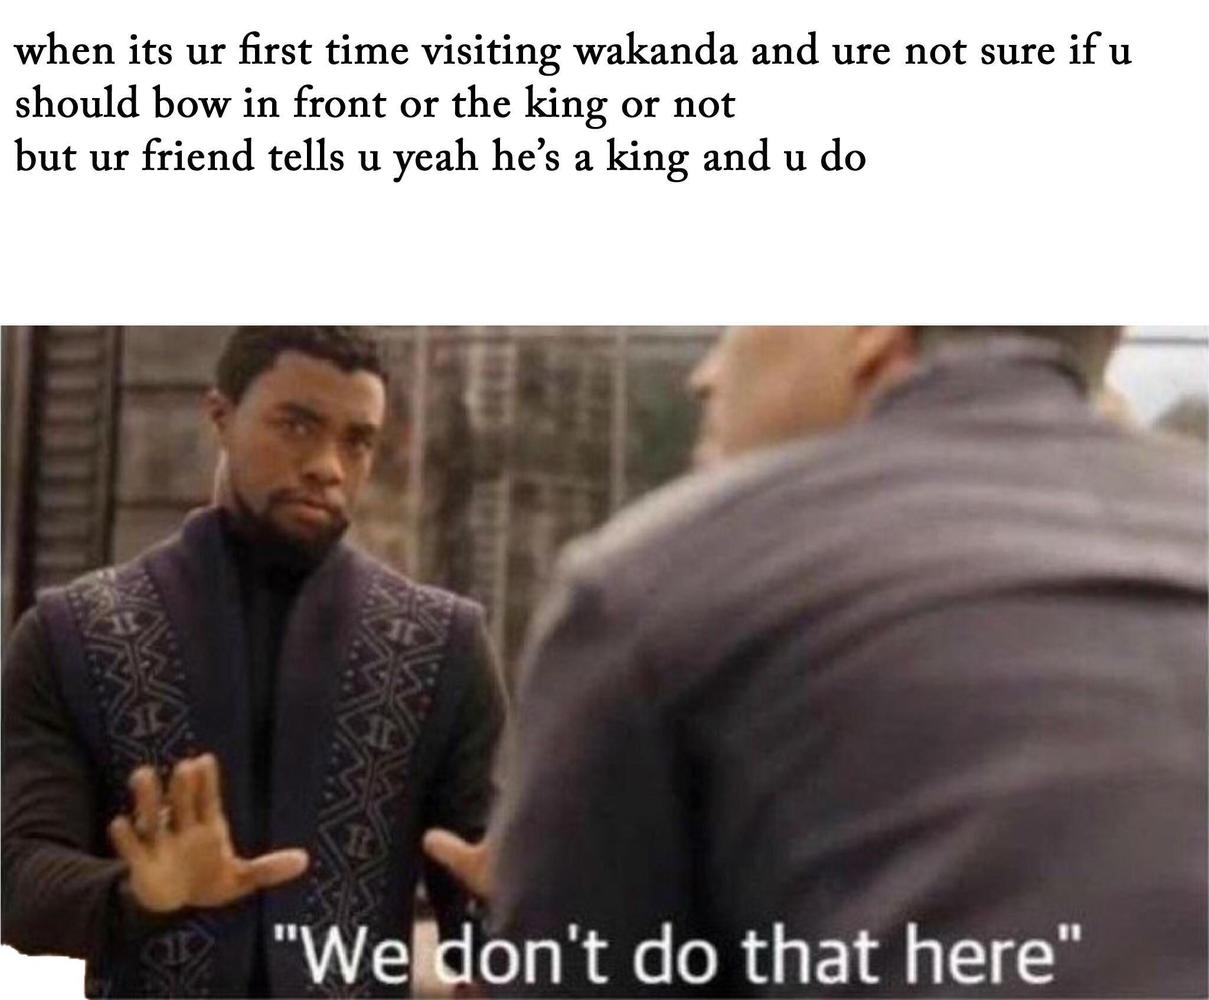 when its ur first time visiting wakanda and ure not sure if u
should bow in front or the king or not
but ur friend tells u yeah he’s a king and u do
"We don't do that here"